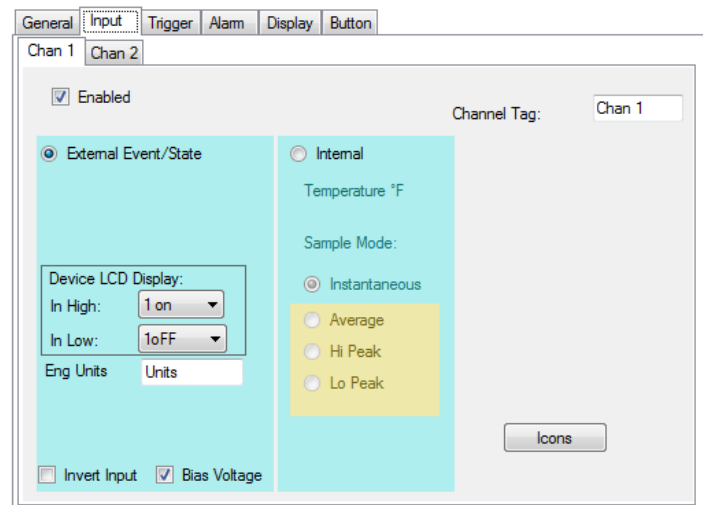 General Input Trigger Alarm Display Button
Chan 1 Chan 2
Enabled
Channel Tag: Chan 1
External Event/State
Internal
Temperature °F
Sample Mode:
Device LCD Display:
Instantaneous
In High: 1 on
Average
In Low: 1oFF
Hi Peak
Eng Units Units
Lo Peak
Icons
Invert Input Bias Voltage